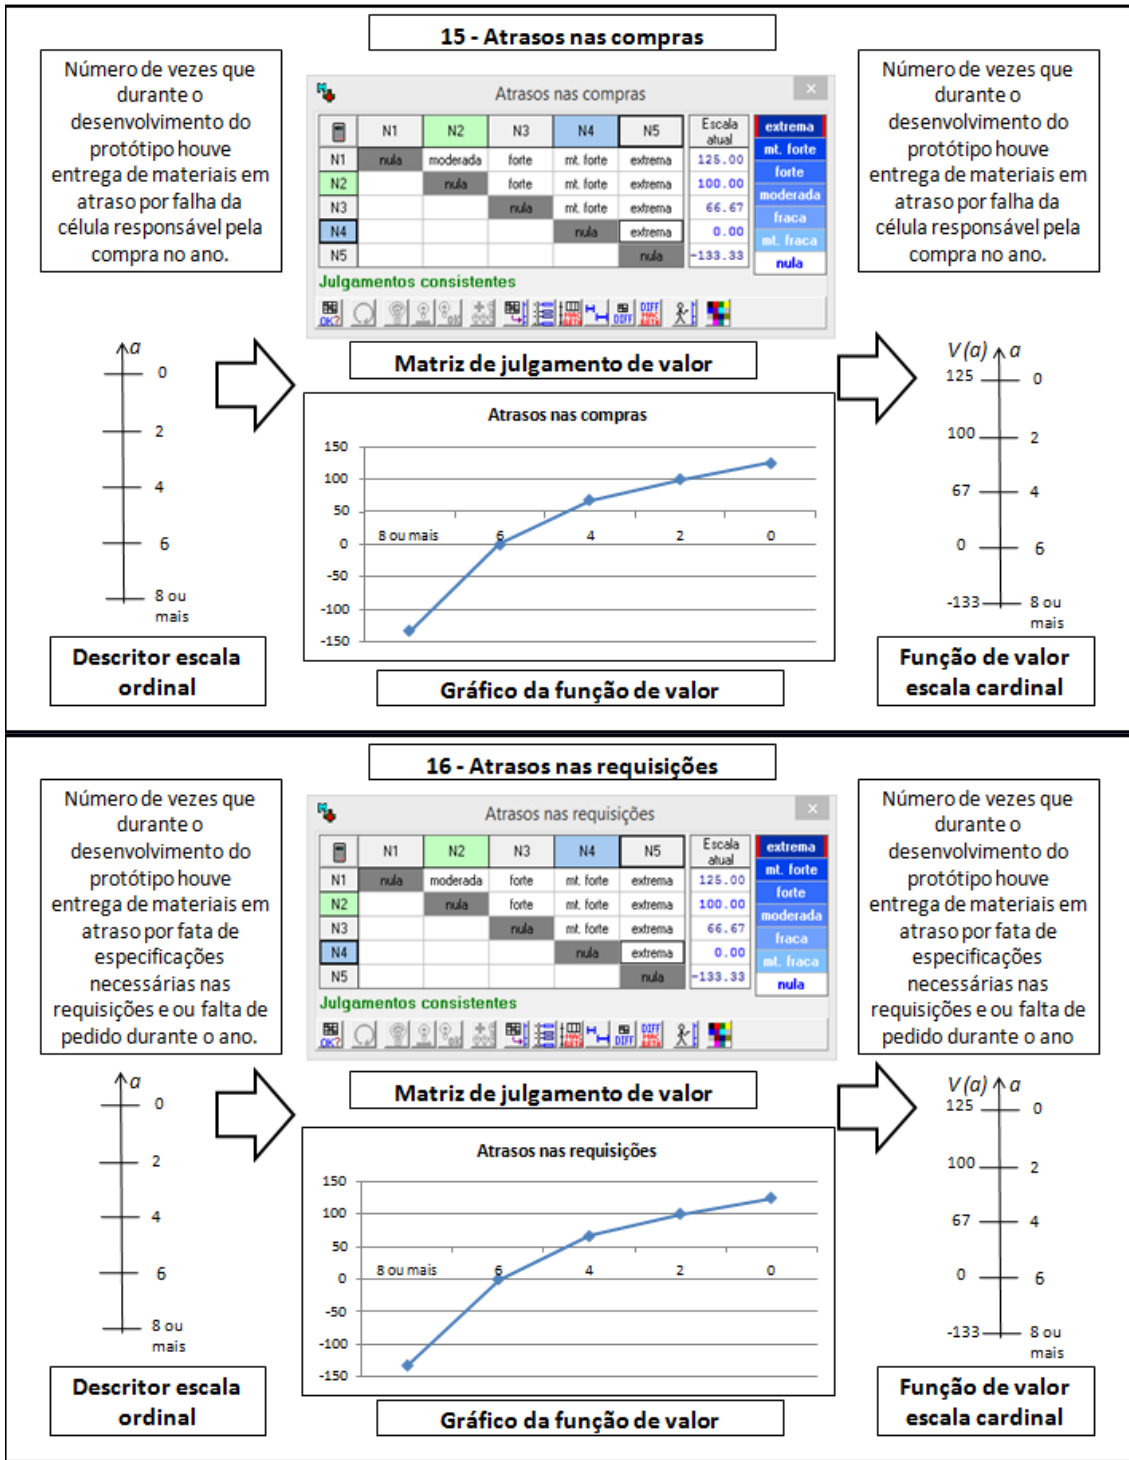 15 - Atrasos nas compras
Número de vezes que
durante o
desenvolvimento do
protótipo houve
entrega de materiais em
atraso por falha da
célula responsável pela
compra no ano.
Atrasos nas compras
N1 N2 N3 N4 N5 Escala atual
N1 nula moderada forte mt. forte extrema 125.00
N2 nula forte mt. forte extrema 100.00
N3 nula mt. forte extrema 66.67
N4 nula extrema 0.00
N5 nula -133.33
extrema
mt. forte
forte
moderada
fraca
mt. fraca
nula
Julgamentos consistentes
OK? OK DIFF DIFF
Número de vezes que
durante o
desenvolvimento do
protótipo houve
entrega de materiais em
atraso por falha da
célula responsável pela
compra no ano.
a
0
2
4
6
8 ou
mais
Descritor escala
ordinal
Matriz de julgamento de valor
Atrasos nas compras
150
100
50
0
-50
-100
-150
8 ou mais 6 4 2 0
Gráfico da função de valor
V(a) a
125 0
100 2
67 4
0 6
-133 8 ou
mais
Função de valor
escala cardinal
16 - Atrasos nas requisições
Número de vezes que
durante o
desenvolvimento do
protótipo houve
entrega de materiais em
atraso por fata de
especificações
necessárias nas
requisições e ou falta de
pedido durante o ano.
Atrasos nas requisições
N1 N2 N3 N4 N5 Escala atual
N1 nula moderada forte mt. forte extrema 125.00
N2 nula forte mt. forte extrema 100.00
N3 nula mt. forte extrema 66.67
N4 nula extrema 0.00
N5 nula -133.33
extrema
mt. forte
forte
moderada
fraca
mt. fraca
nula
Julgamentos consistentes
OK? OK DIFF DIFF
Número de vezes que
durante o
desenvolvimento do
protótipo houve
entrega de materiais em
atraso por fata de
especificações
necessárias nas
requisições e ou falta de
pedido durante o ano
a
0
2
4
6
8 ou
mais
Descritor escala
ordinal
Matriz de julgamento de valor
Atrasos nas requisições
150
100
50
0
-50
-100
-150
8 ou mais 6 4 2 0
Gráfico da função de valor
V(a) a
125 0
100 2
67 4
0 6
-133 8 ou
mais
Função de valor
escala cardinal